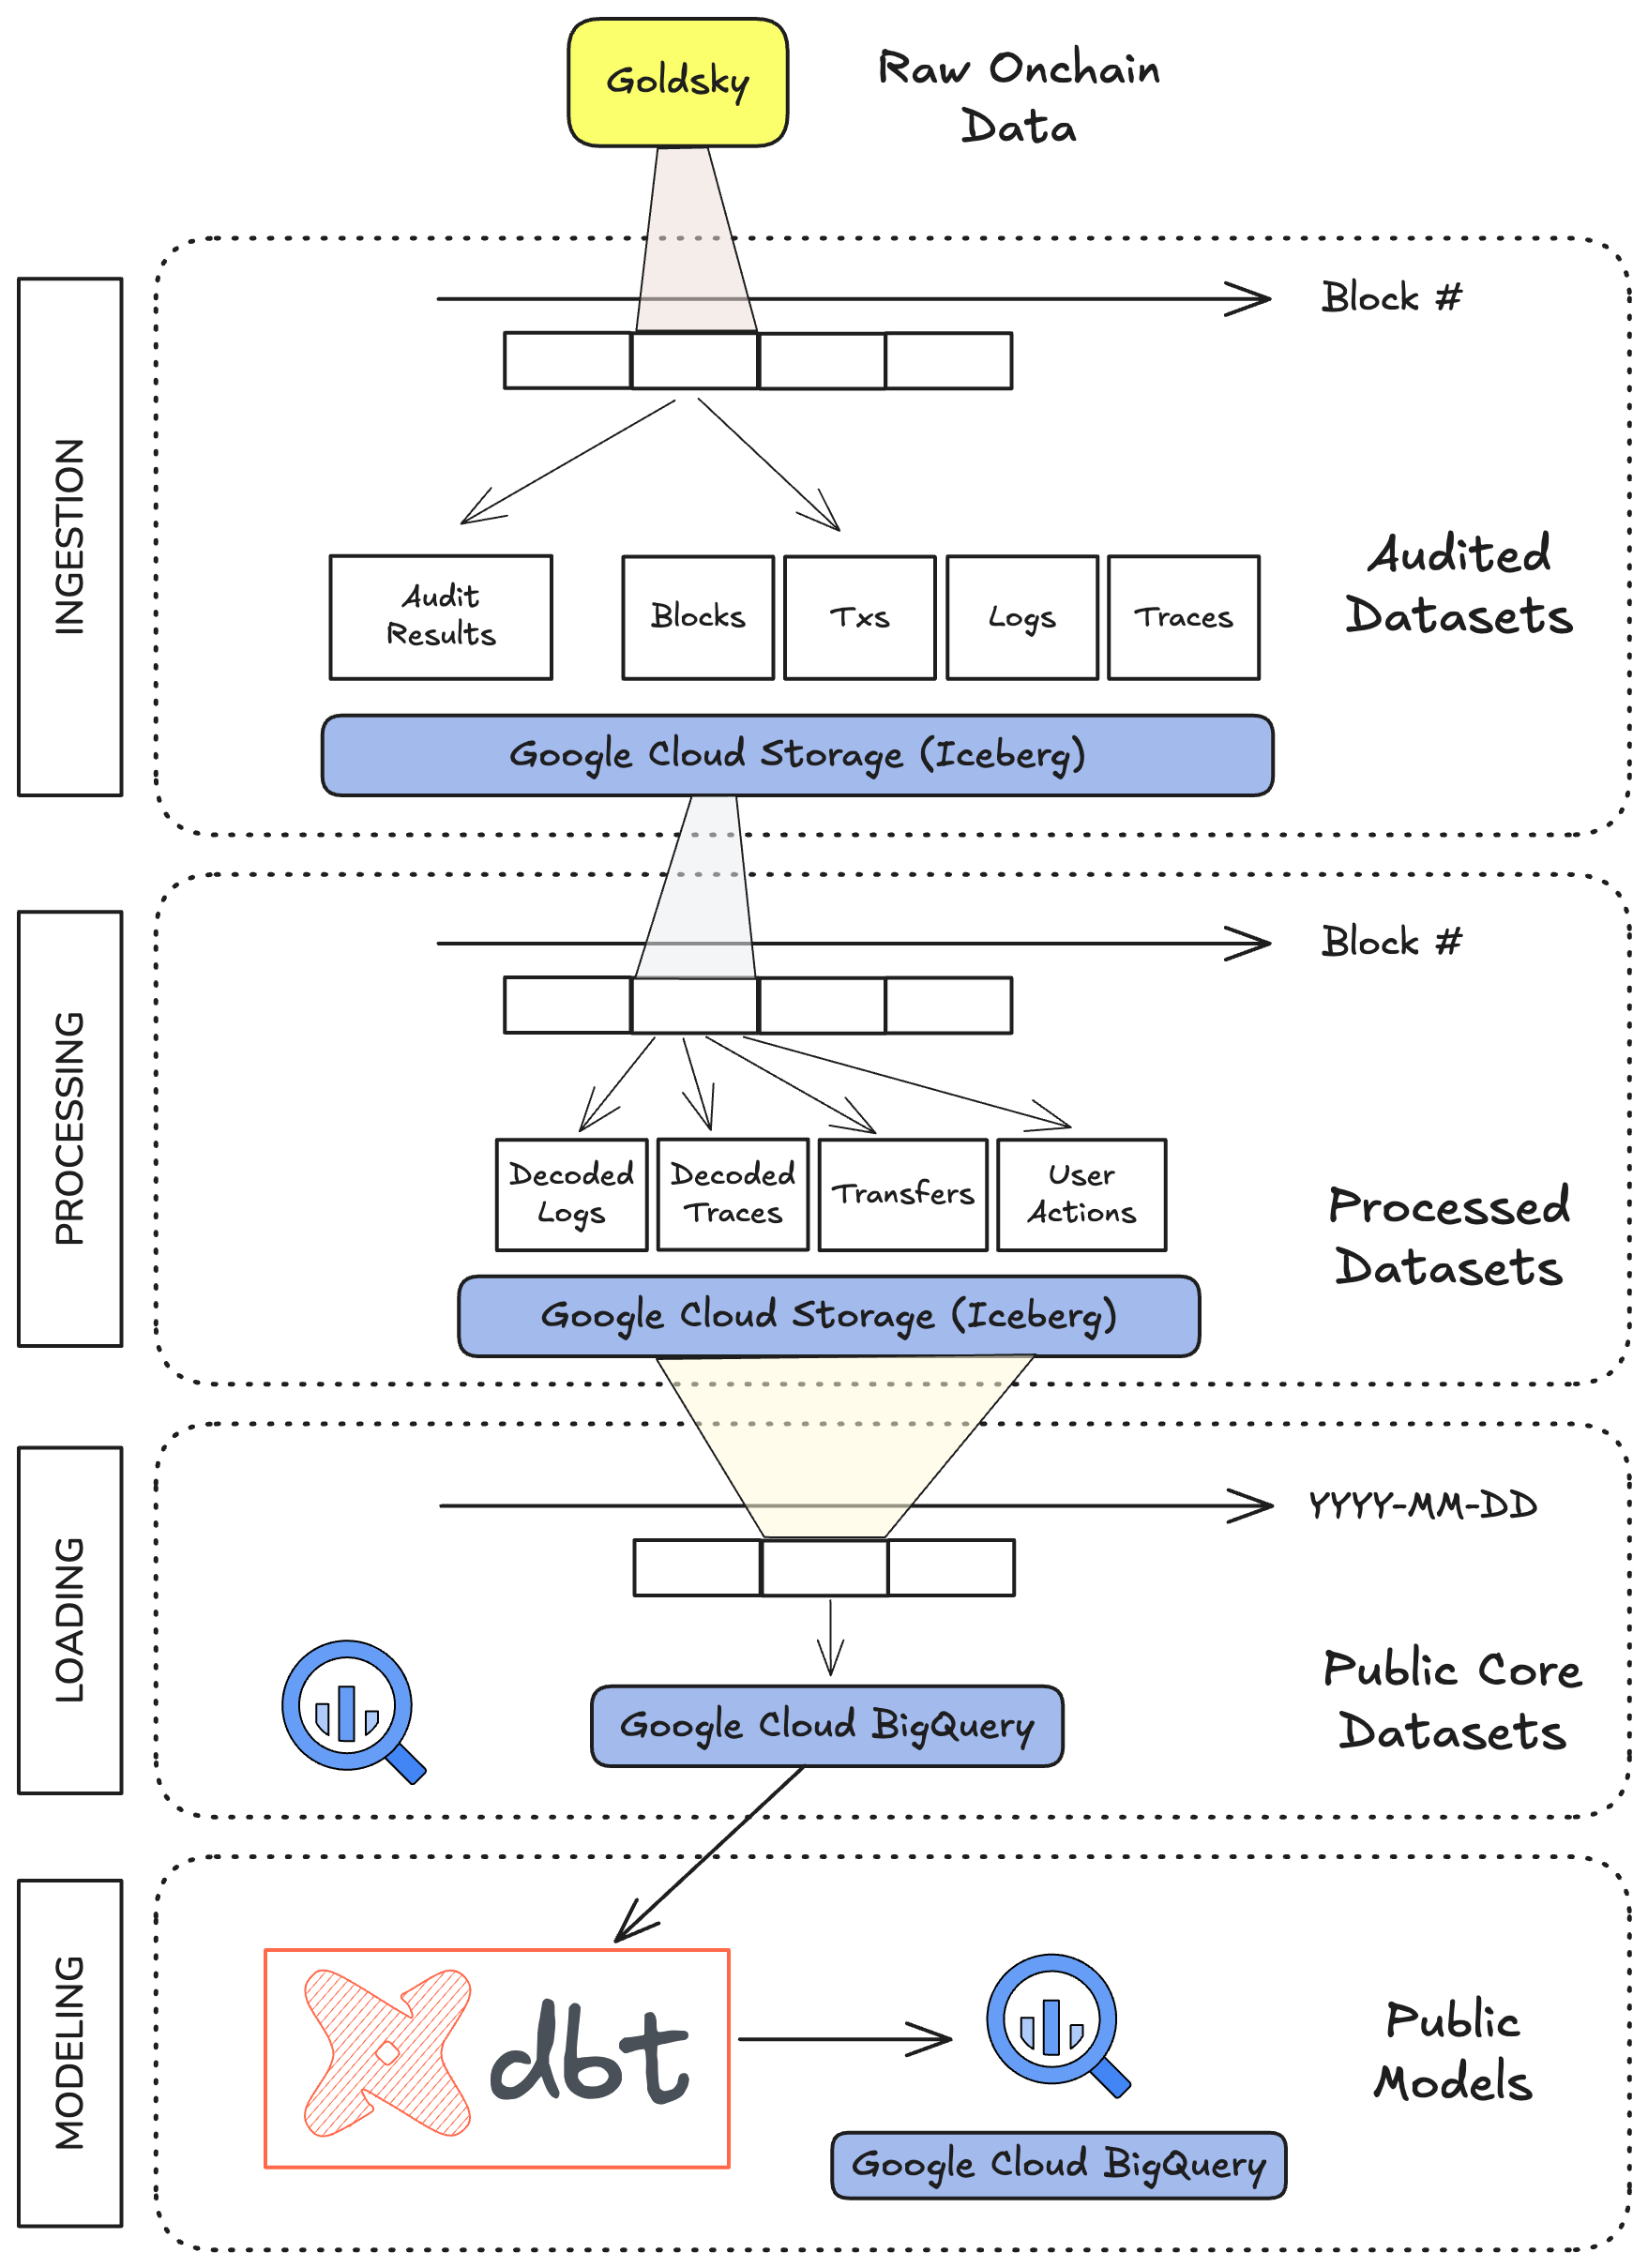 Goldsky
Raw Onchain
Data
INGESTION
Block #
Audit
Results
Blocks
Txs
Logs
Traces
Audited
Datasets
Google Cloud Storage (Iceberg)
PROCESSING
Block #
Decoded
Logs
Decoded
Traces
Transfers
User
Actions
Processed
Datasets
Google Cloud Storage (Iceberg)
LOADING
YYYY-MM-DD
Public Core
Datasets
Google Cloud BigQuery
MODELING
dbt
Public
Models
Google Cloud BigQuery